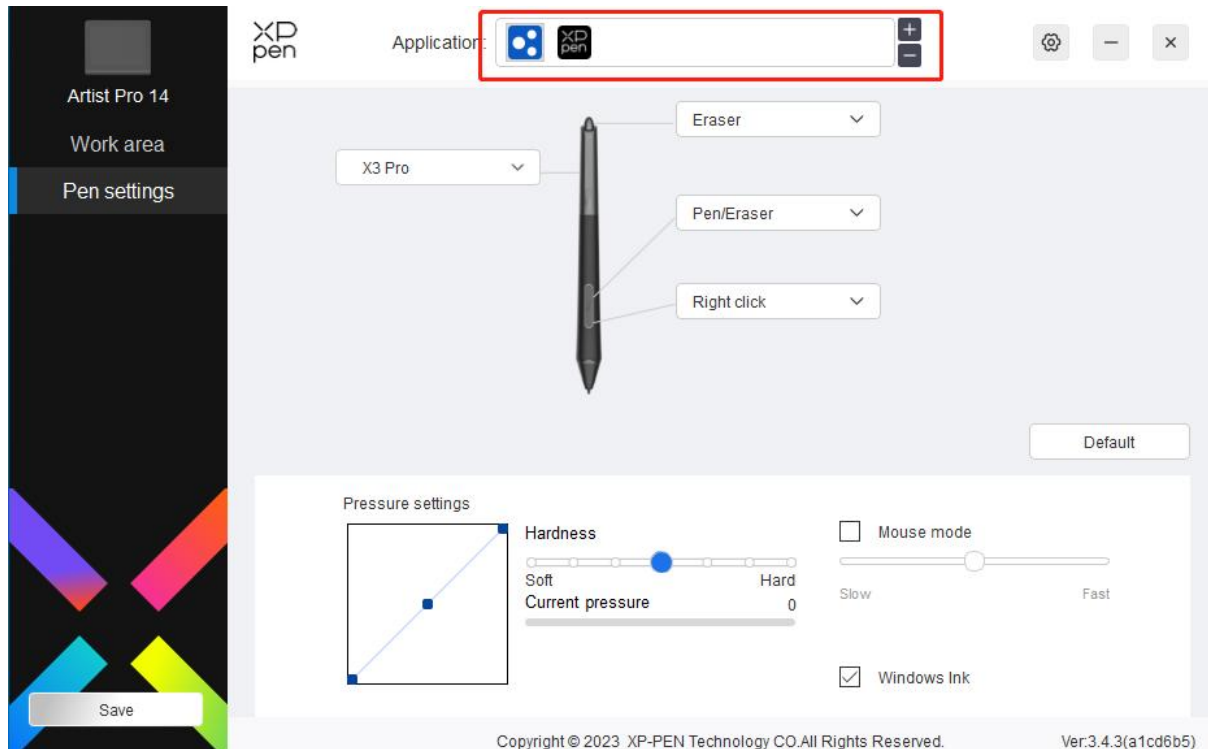 XP
pen
Application:
XP
pen
+
−
Artist Pro 14
Work area
Pen settings
Eraser
X3 Pro
Pen/Eraser
Right click
Default
Pressure settings
Hardness
Soft Hard
Current pressure 0
Mouse mode
Slow Fast
Windows Ink
Save
Copyright © 2023 XP-PEN Technology CO.All Rights Reserved. Ver:3.4.3(a1cd6b5)